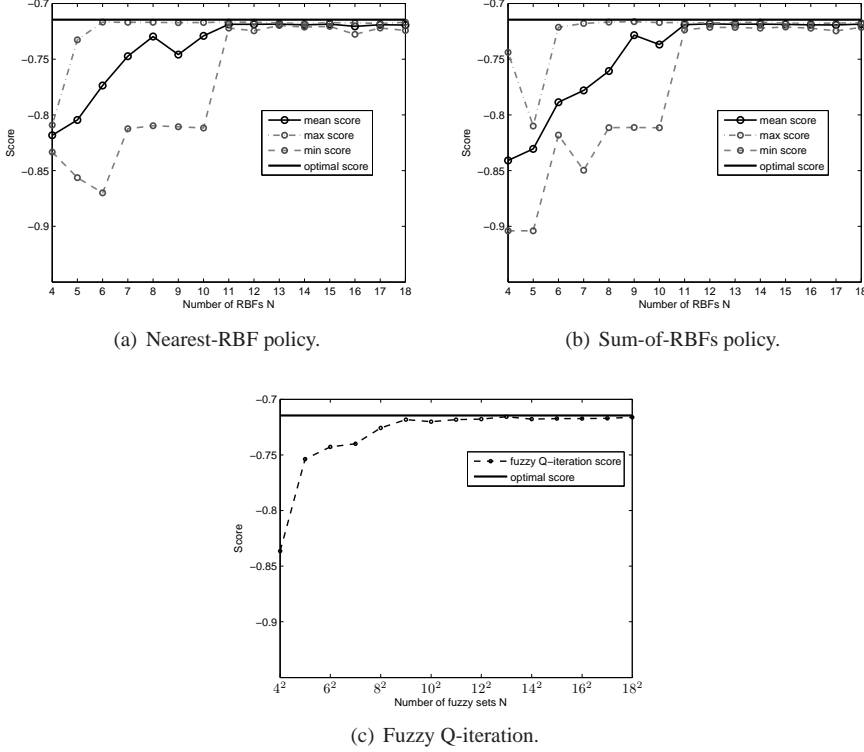 −0.7
−0.75
−0.8
−0.85
−0.9
Score
mean score
max score
min score
optimal score
4 5 6 7 8 9 10 11 12 13 14 15 16 17 18
Number of RBFs N
(a) Nearest-RBF policy.
−0.7
−0.75
−0.8
−0.85
−0.9
Score
mean score
max score
min score
optimal score
4 5 6 7 8 9 10 11 12 13 14 15 16 17 18
Number of RBFs N
(b) Sum-of-RBFs policy.
−0.7
−0.75
−0.8
−0.85
−0.9
Score
fuzzy Q−iteration score
optimal score
4² 6² 8² 10² 12² 14² 16² 18²
Number of fuzzy sets N
(c) Fuzzy Q-iteration.